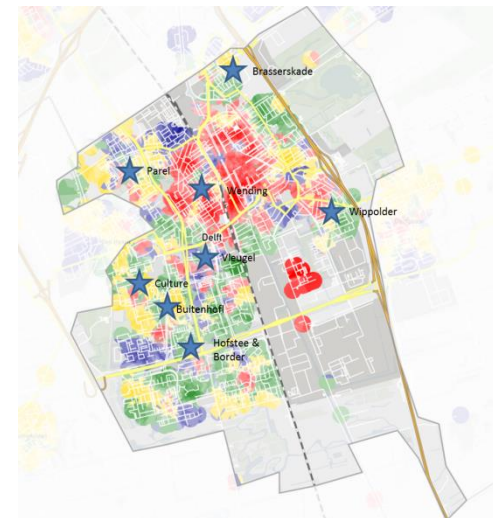 Brasserskade
Parel
Wending
Wippolder
Delft
Vleugel
Culture
Buitenhof
Hofstee &
Border